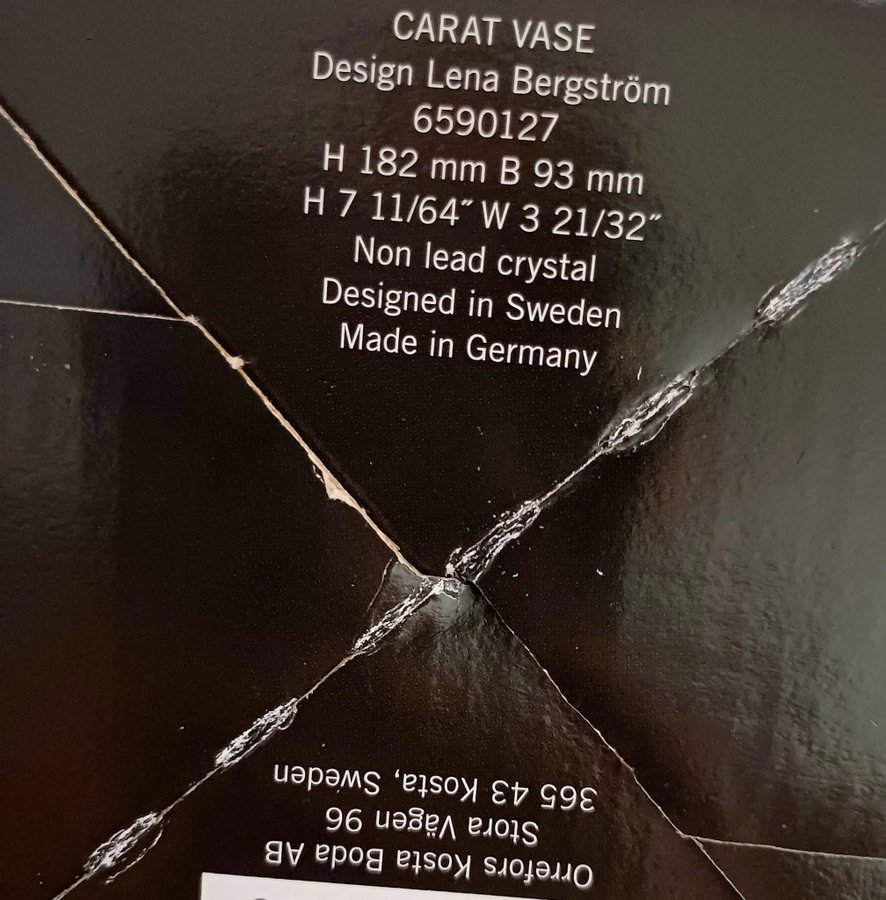 CARAT VASE
Design Lena Bergström
6590127
H 182 mm B 93 mm
H 7 11/64˝ W 3 21/32˝
Non lead crystal
Designed in Sweden
Made in Germany
Orrefors Kosta Boda AB
Stora Vägen 96
365 43 Kosta, Sweden